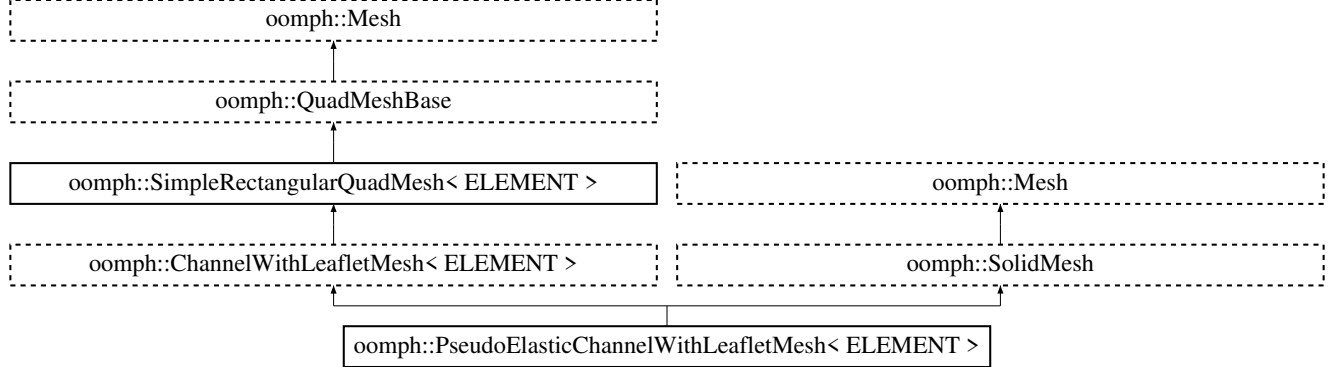 oomph::Mesh
oomph::QuadMeshBase
oomph::SimpleRectangularQuadMesh< ELEMENT >
oomph::Mesh
oomph::ChannelWithLeafletMesh< ELEMENT >
oomph::SolidMesh
oomph::PseudoElasticChannelWithLeafletMesh< ELEMENT >